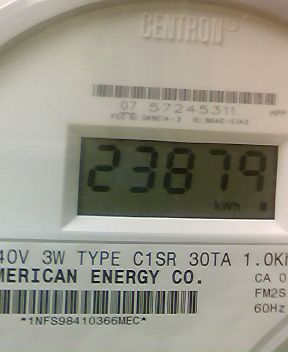 CENTRON®
07 57245311
23879
kWh
40V 3W TYPE C1SR 30TA 1.0Kh
MERICAN ENERGY CO.
CA 0
FM2S
60Hz
*1NFS98410366MEC*